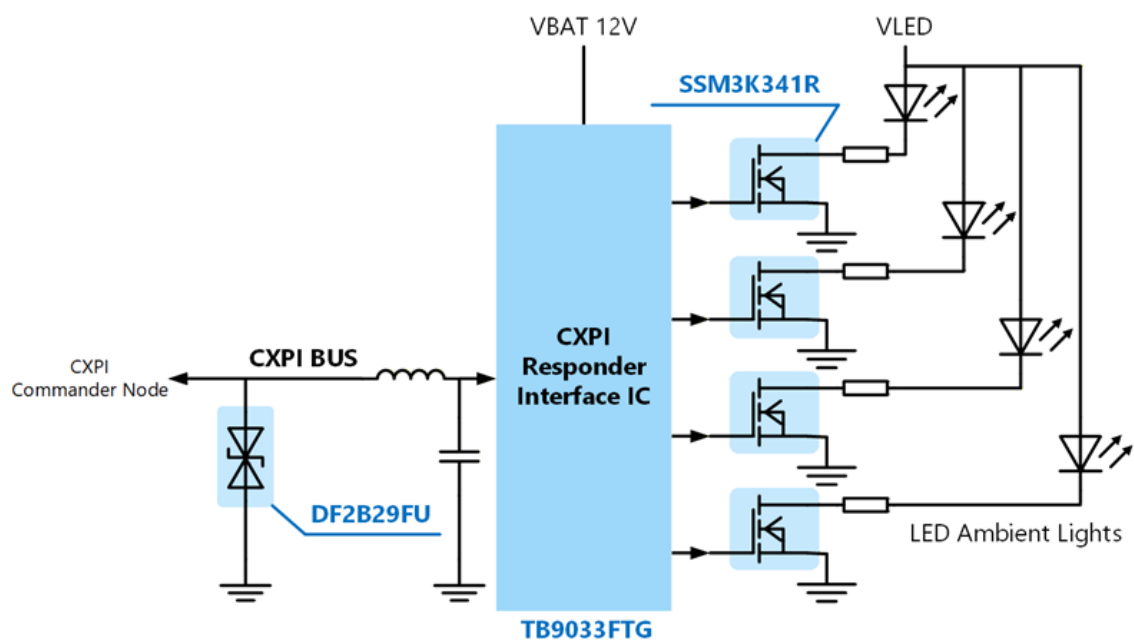 VBAT 12V
VLED
SSM3K341R
CXPI
Commander Node
CXPI BUS
CXPI
Responder
Interface IC
DF2B29FU
LED Ambient Lights
TB9033FTG